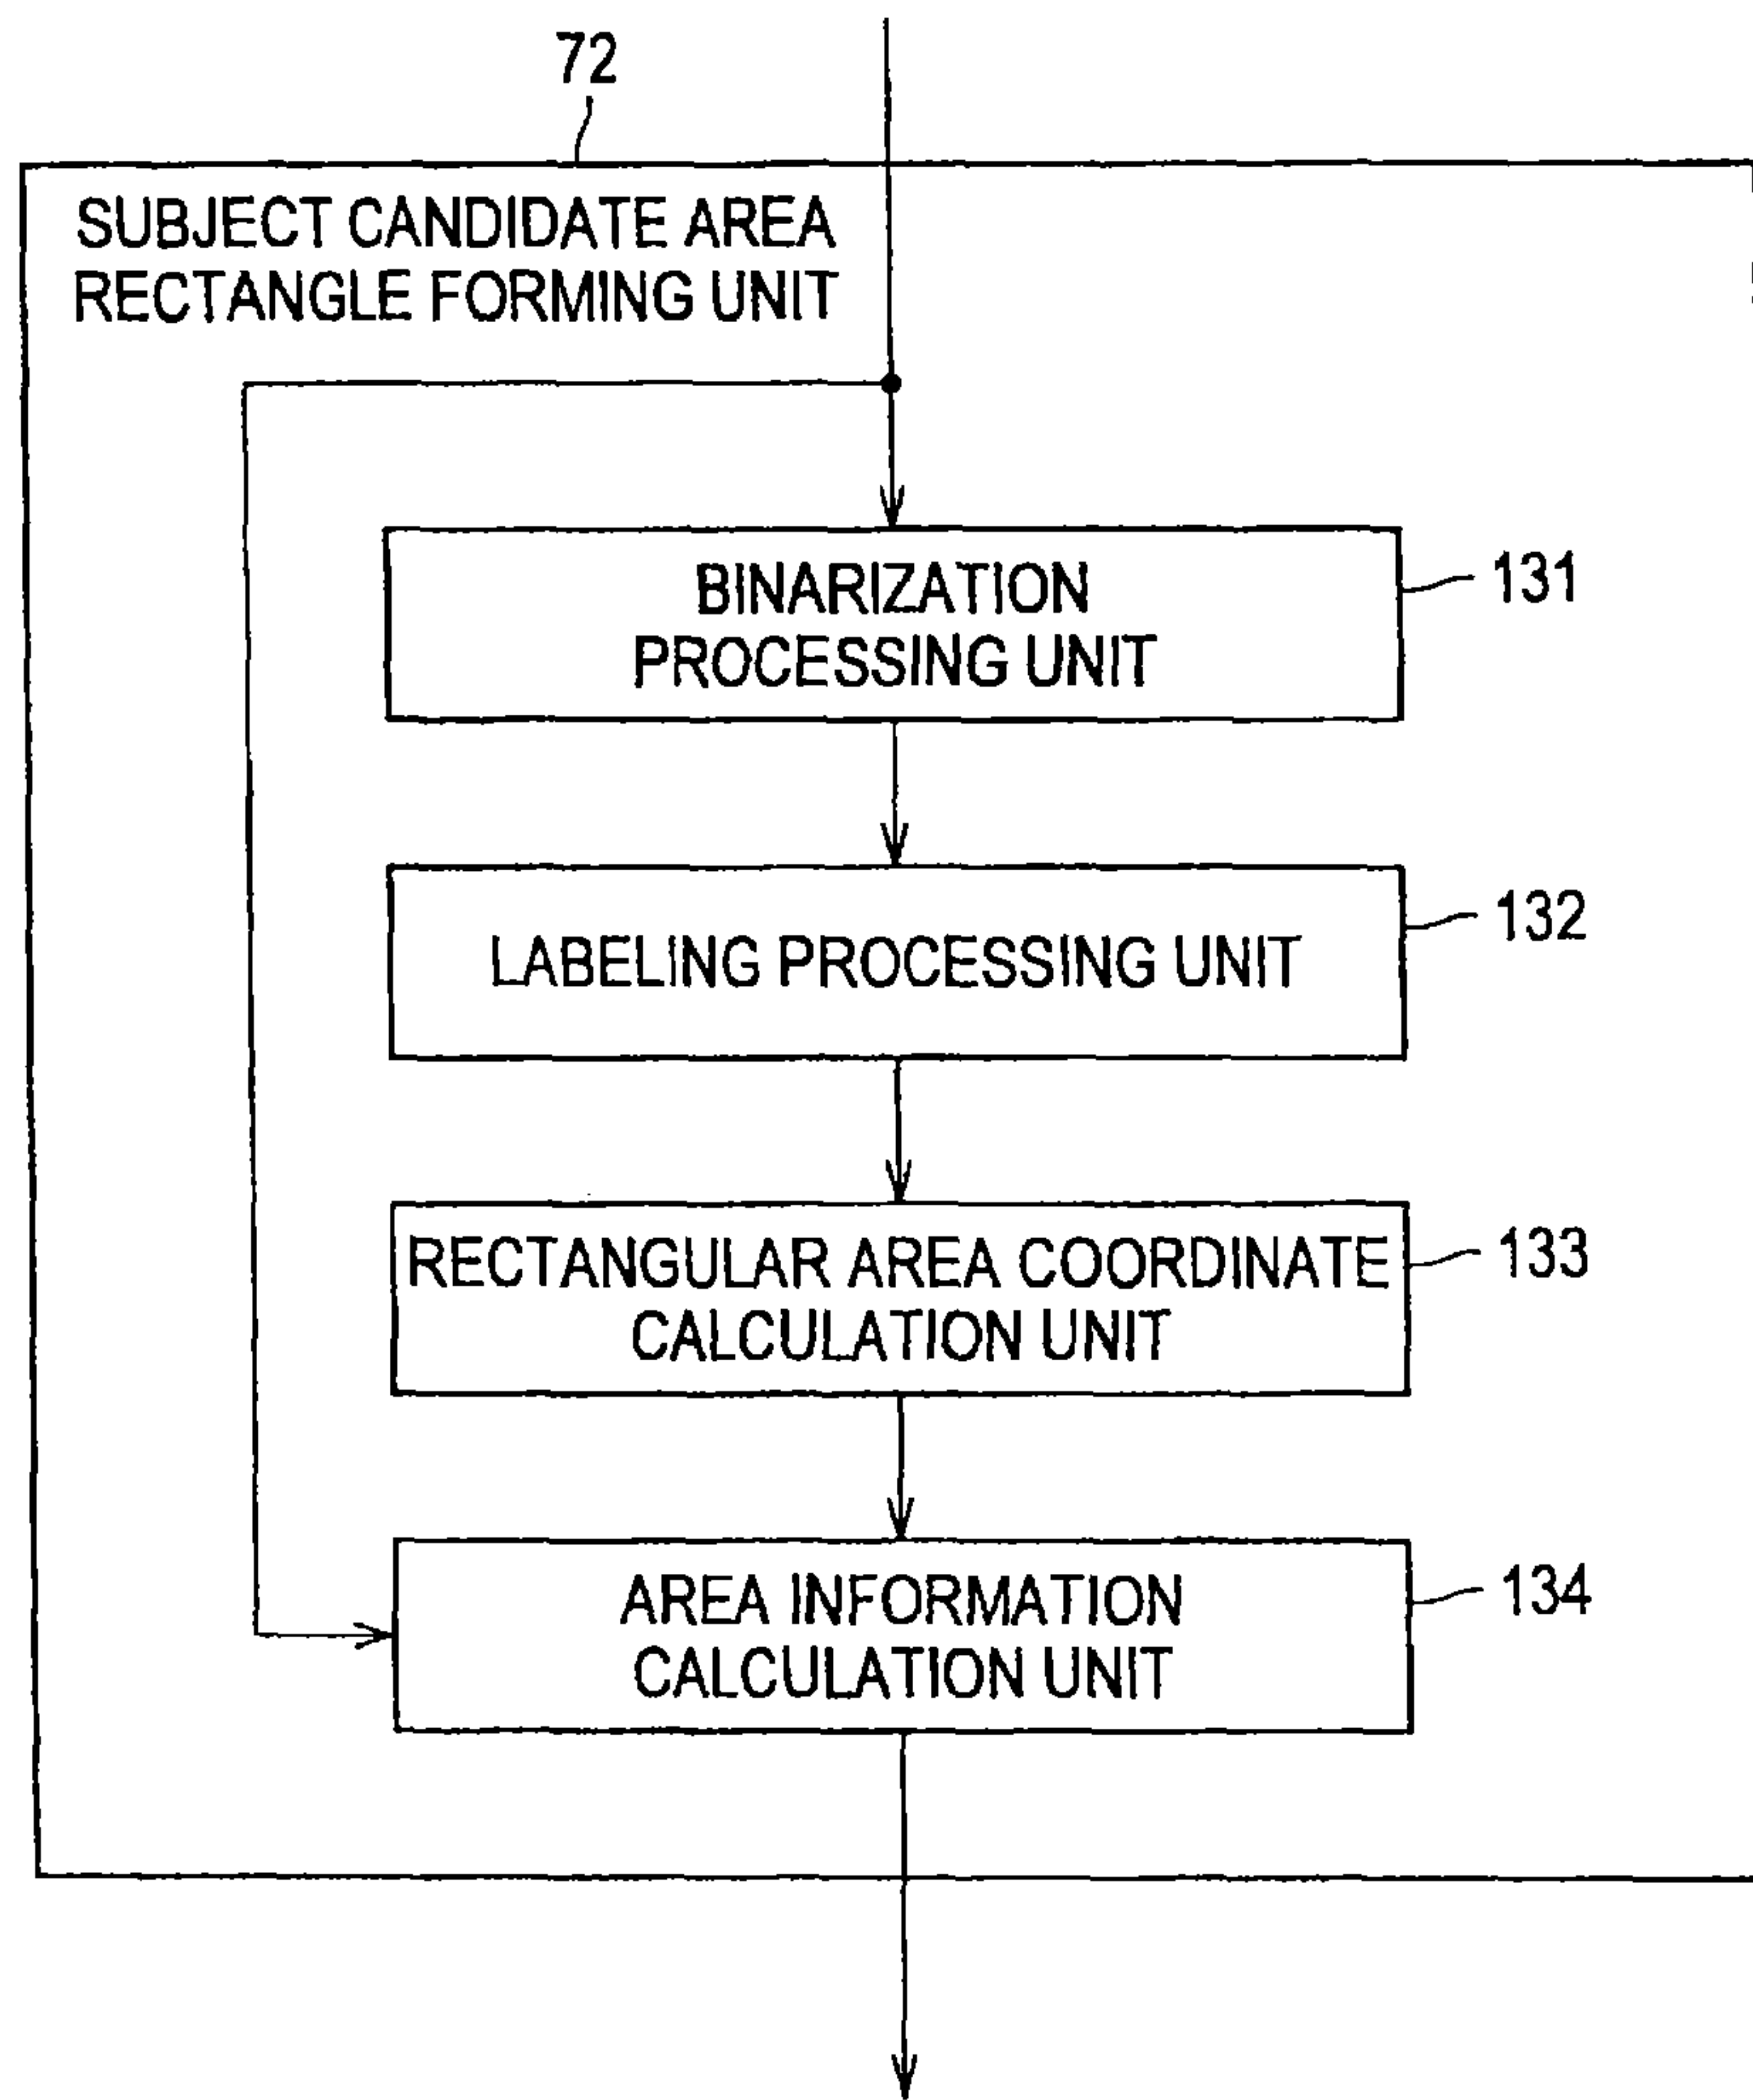 72
SUBJECT CANDIDATE AREA
RECTANGLE FORMING UNIT
BINARIZATION
PROCESSING UNIT
131
LABELING PROCESSING UNIT
132
RECTANGULAR AREA COORDINATE
CALCULATION UNIT
133
AREA INFORMATION
CALCULATION UNIT
134